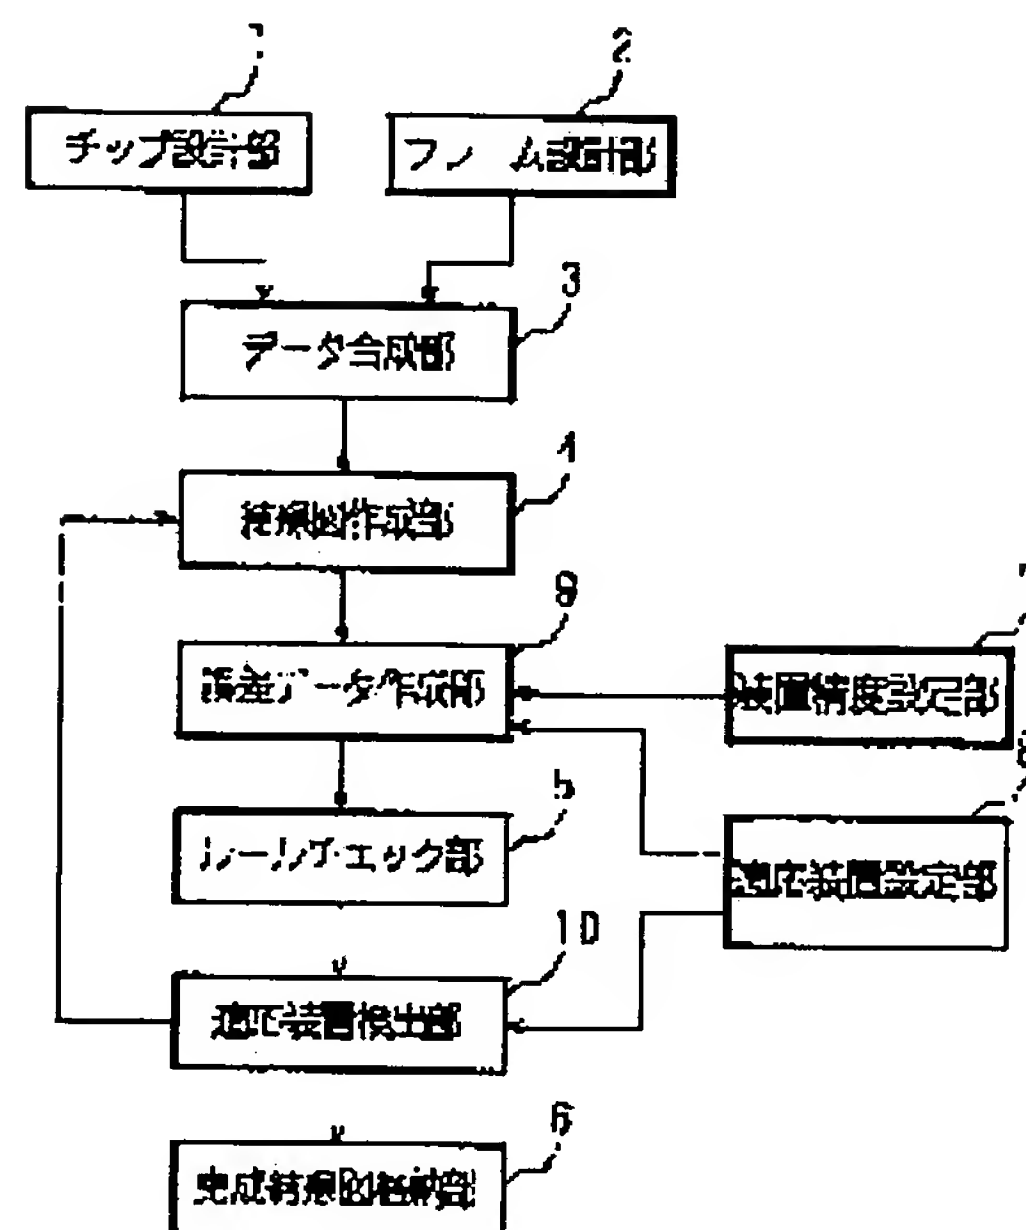 1
2
チップ設計部
フレーム設計部
3
データ合成部
4
結線図作成部
9
誤差データ作成部
7
装置精度設定部
5
ルールチェック部
8
適応装置設定部
10
適応装置検出部
6
完成結線図格納部